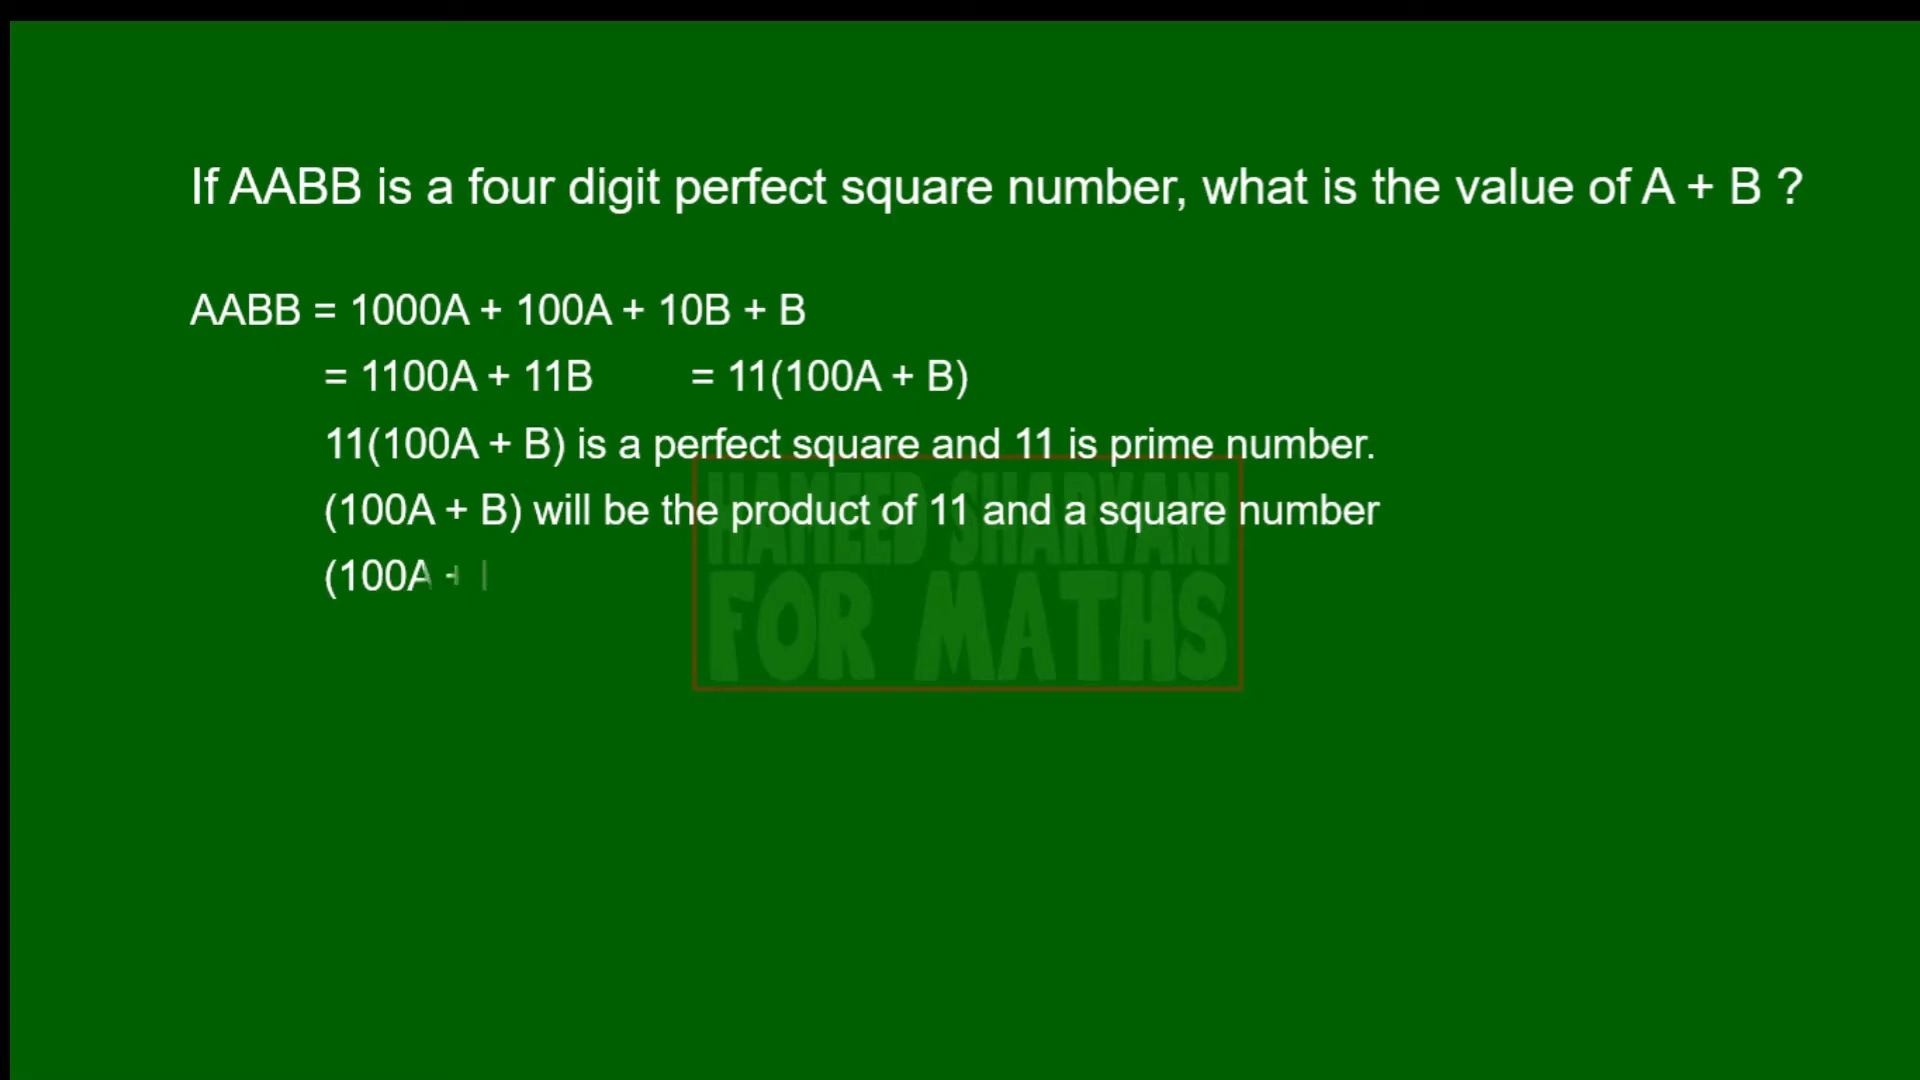 If AABB is a four digit perfect square number, what is the value of A + B ?
AABB = 1000A + 100A + 10B + B
= 1100A + 11B = 11(100A + B)
11(100A + B) is a perfect square and 11 is prime number.
(100A + B) will be the product of 11 and a square number
(100A +
HAMEED SHARVANI
FOR MATHS